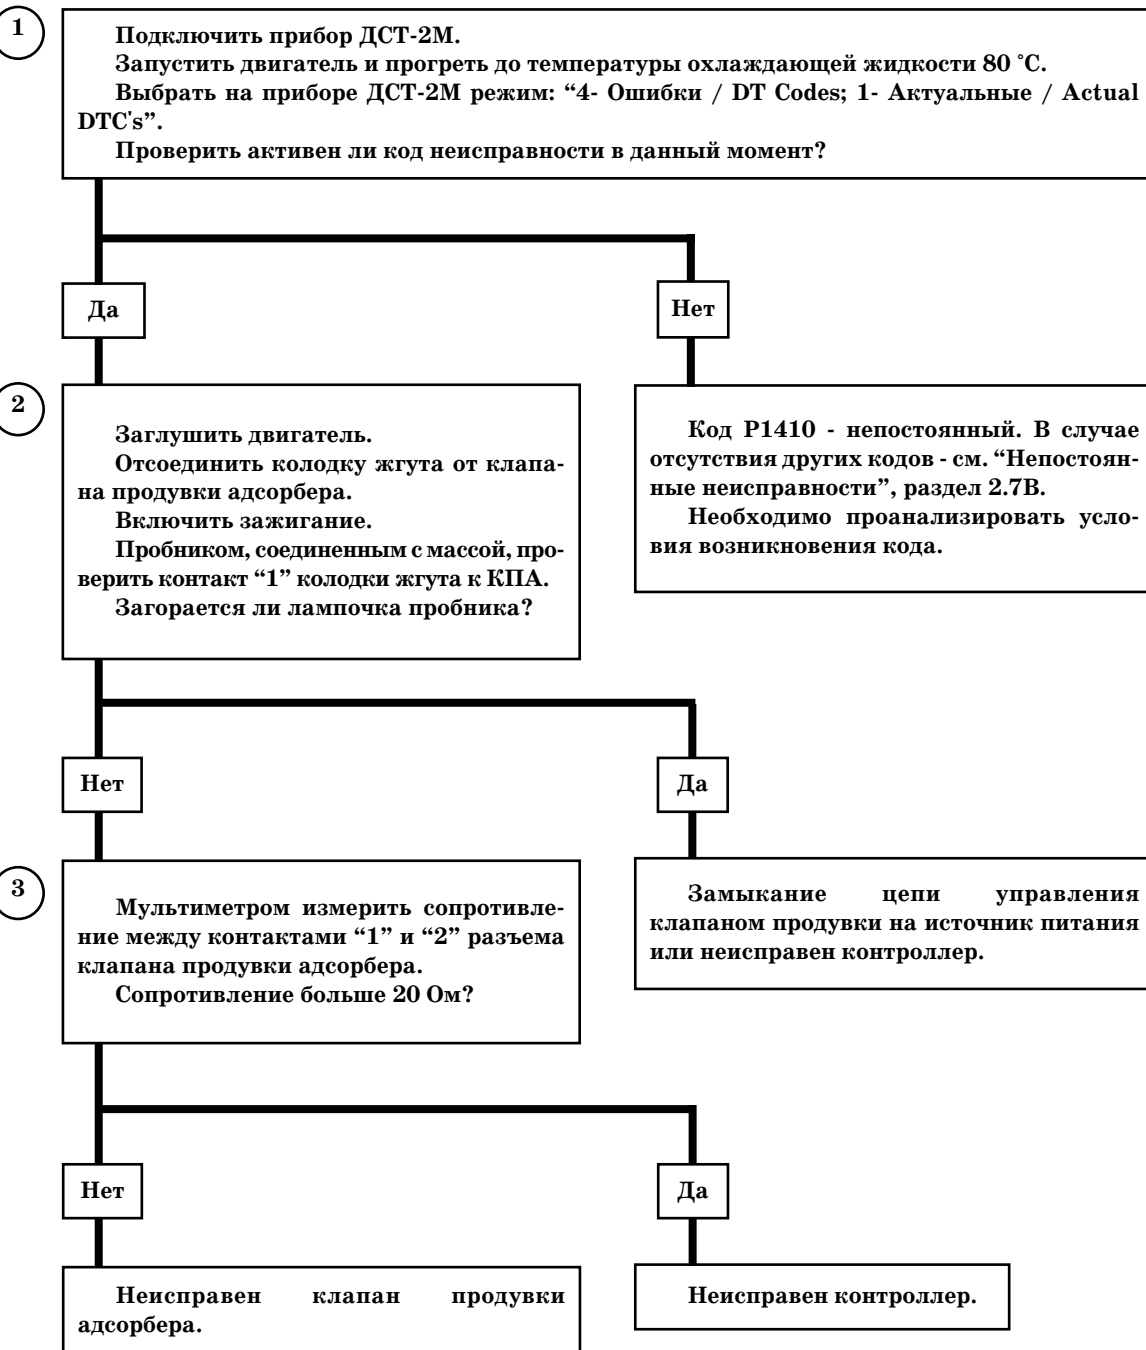 1
Подключить прибор ДСТ-2М.
Запустить двигатель и прогреть до температуры охлаждающей жидкости 80 °С.
Выбрать на приборе ДСТ-2М режим: “4- Ошибки / DT Codes; 1- Актуальные / Actual
DTC's”.
Проверить активен ли код неисправности в данный момент?
Да
Нет
2
Заглушить двигатель.
Отсоединить колодку жгута от клапа-
на продувки адсорбера.
Включить зажигание.
Пробником, соединенным с массой, про-
верить контакт “1” колодки жгута к КПА.
Загорается ли лампочка пробника?
Код Р1410 - непостоянный. В случае
отсутствия других кодов - см. “Непостоян-
ные неисправности”, раздел 2.7В.
Необходимо проанализировать усло-
вия возникновения кода.
Нет
Да
3
Мультиметром измерить сопротивле-
ние между контактами “1” и “2” разъема
клапана продувки адсорбера.
Сопротивление больше 20 Ом?
Замыкание цепи управления
клапаном продувки на источник питания
или неисправен контроллер.
Нет
Да
Неисправен клапан продувки
адсорбера.
Неисправен контроллер.